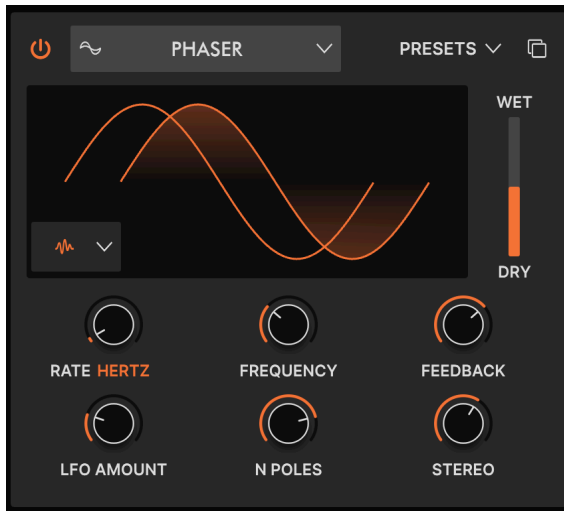 PHASER
PRESETS
WET
DRY
RATE HERTZ
FREQUENCY
FEEDBACK
LFO AMOUNT
N POLES
STEREO